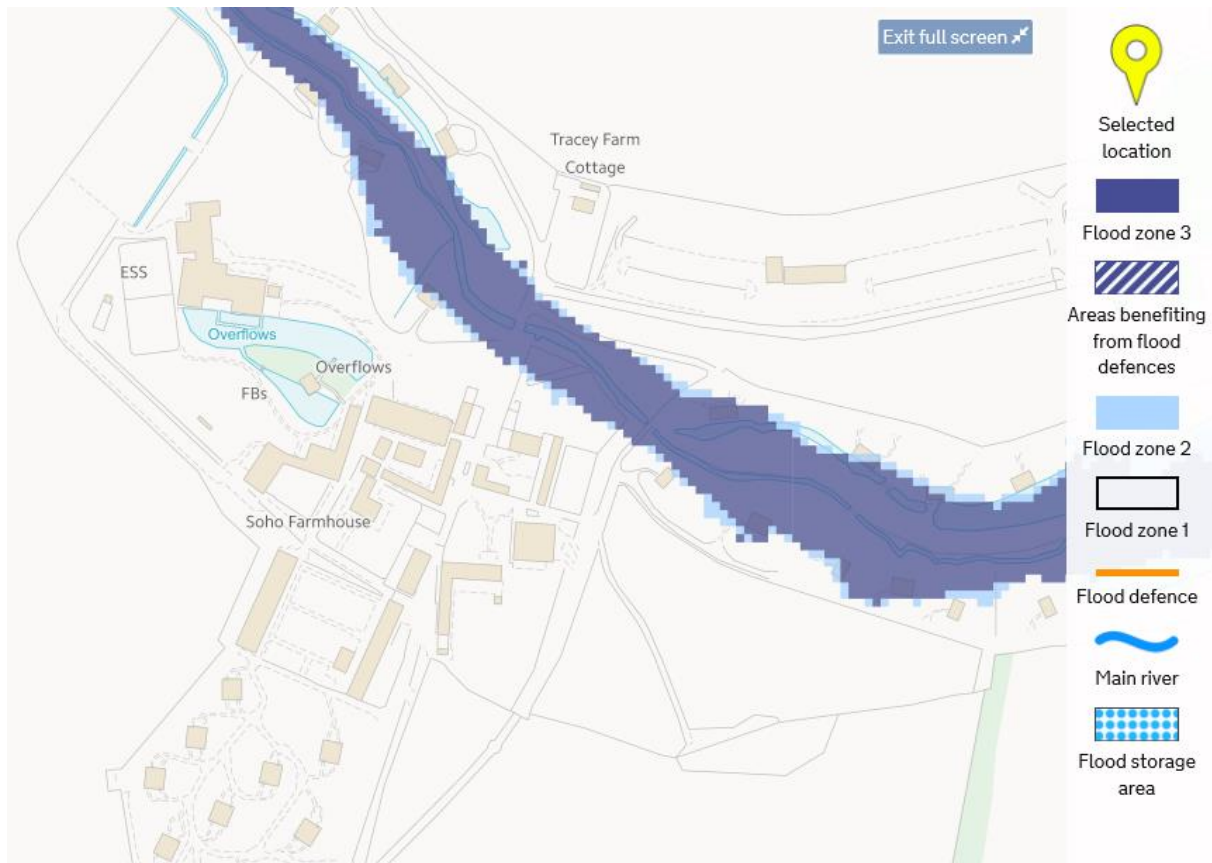 Exit full screen
Tracey Farm
Cottage
ESS
Overflows
Overflows
FBs
Soho Farmhouse
Selected
location
Flood zone 3
Areas benefiting
from flood
defences
Flood zone 2
Flood zone 1
Flood defence
Main river
Flood storage
area